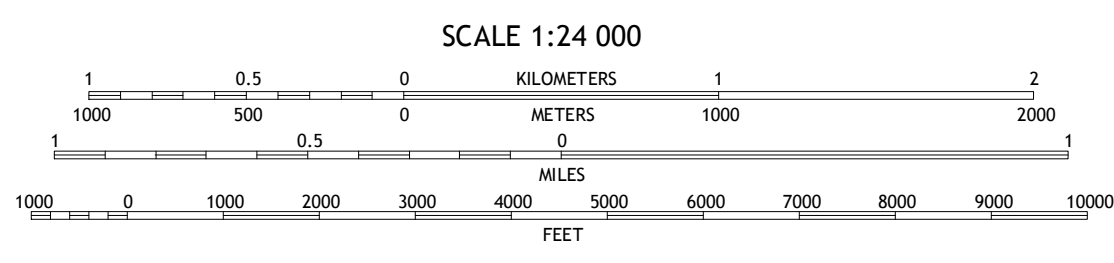 SCALE 1:24 000
1 0.5 0 KILOMETERS 1 2
1000 500 0 METERS 1000 2000
1 0.5 0 1
MILES
1000 0 1000 2000 3000 4000 5000 6000 7000 8000 9000 10000
FEET